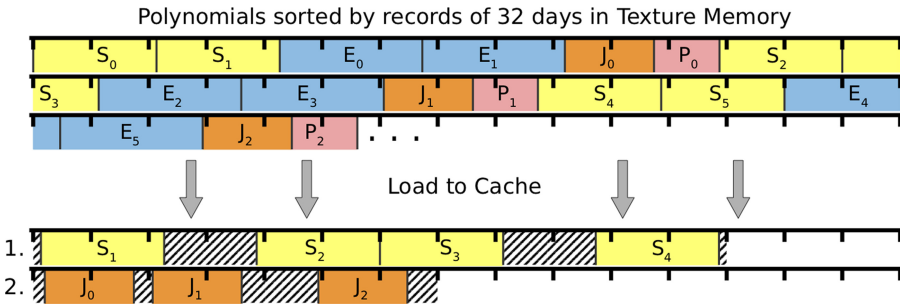 Polynomials sorted by records of 32 days in Texture Memory
S₀ S₁ E₀ E₁ J₀ P₀ S₂
S₃ E₂ E₃ J₁ P₁ S₄ S₅ E₄
E₅ J₂ P₂ . . .
Load to Cache
1. S₁ S₂ S₃ S₄
2. J₀ J₁ J₂